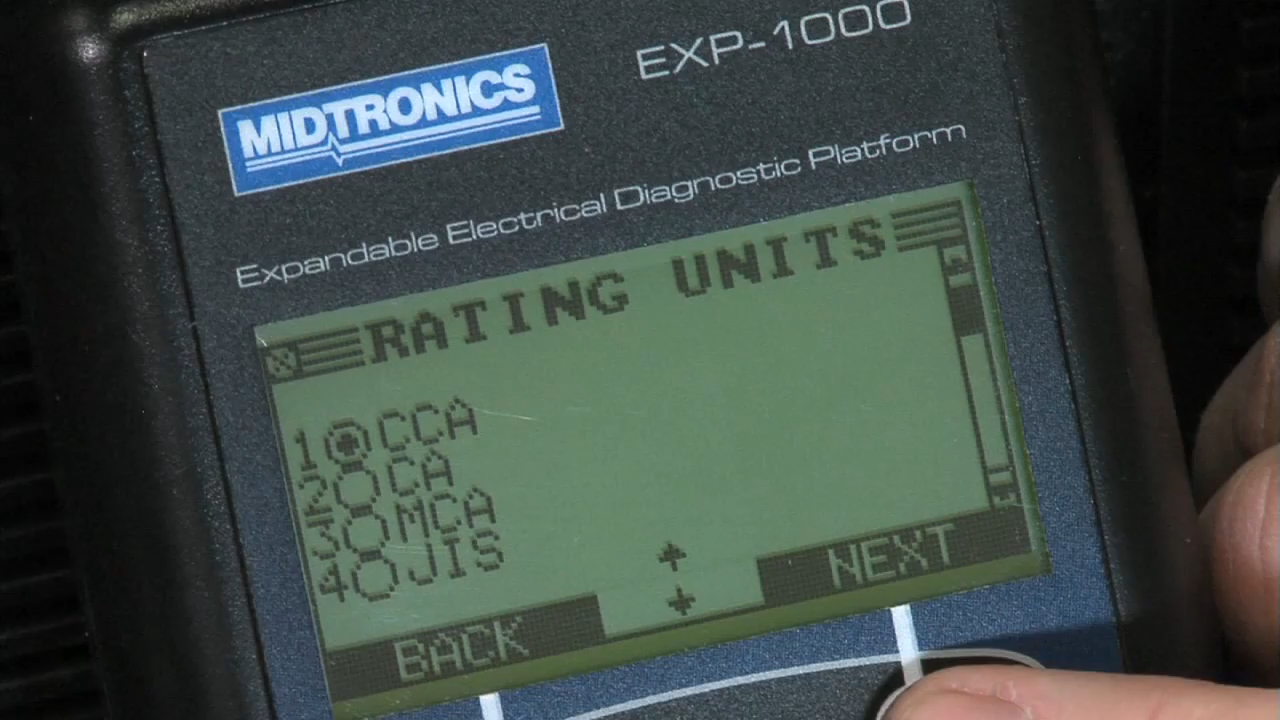 MIDTRONICS
EXP-1000
Expandable Electrical Diagnostic Platform
RATING UNITS
1 CCA
2 CA
3 MCA
4 JIS
BACK
NEXT